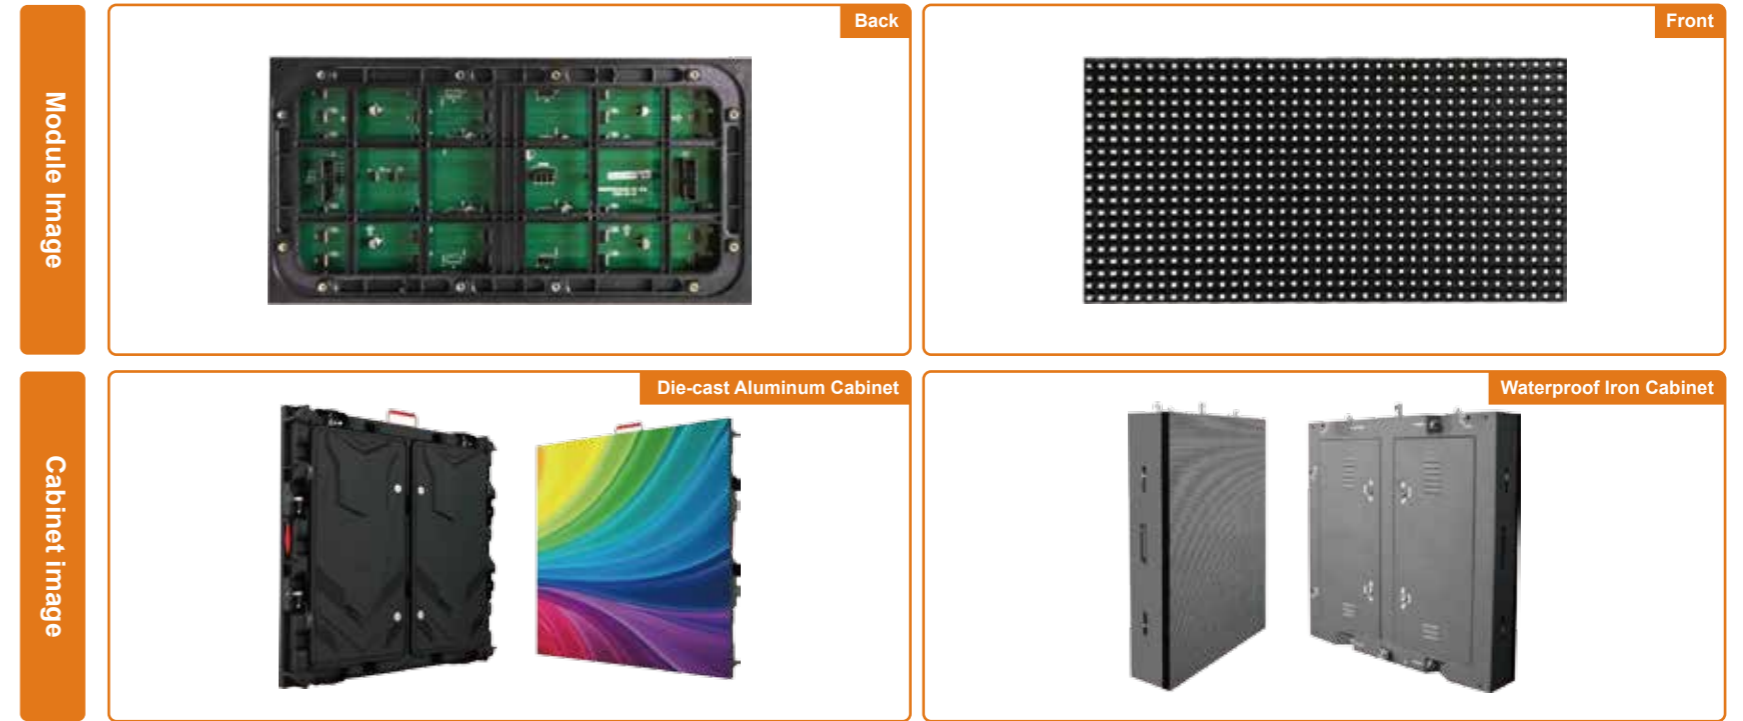 Module Image
Back
Front
Cabinet image
Die-cast Aluminum Cabinet
Waterproof Iron Cabinet